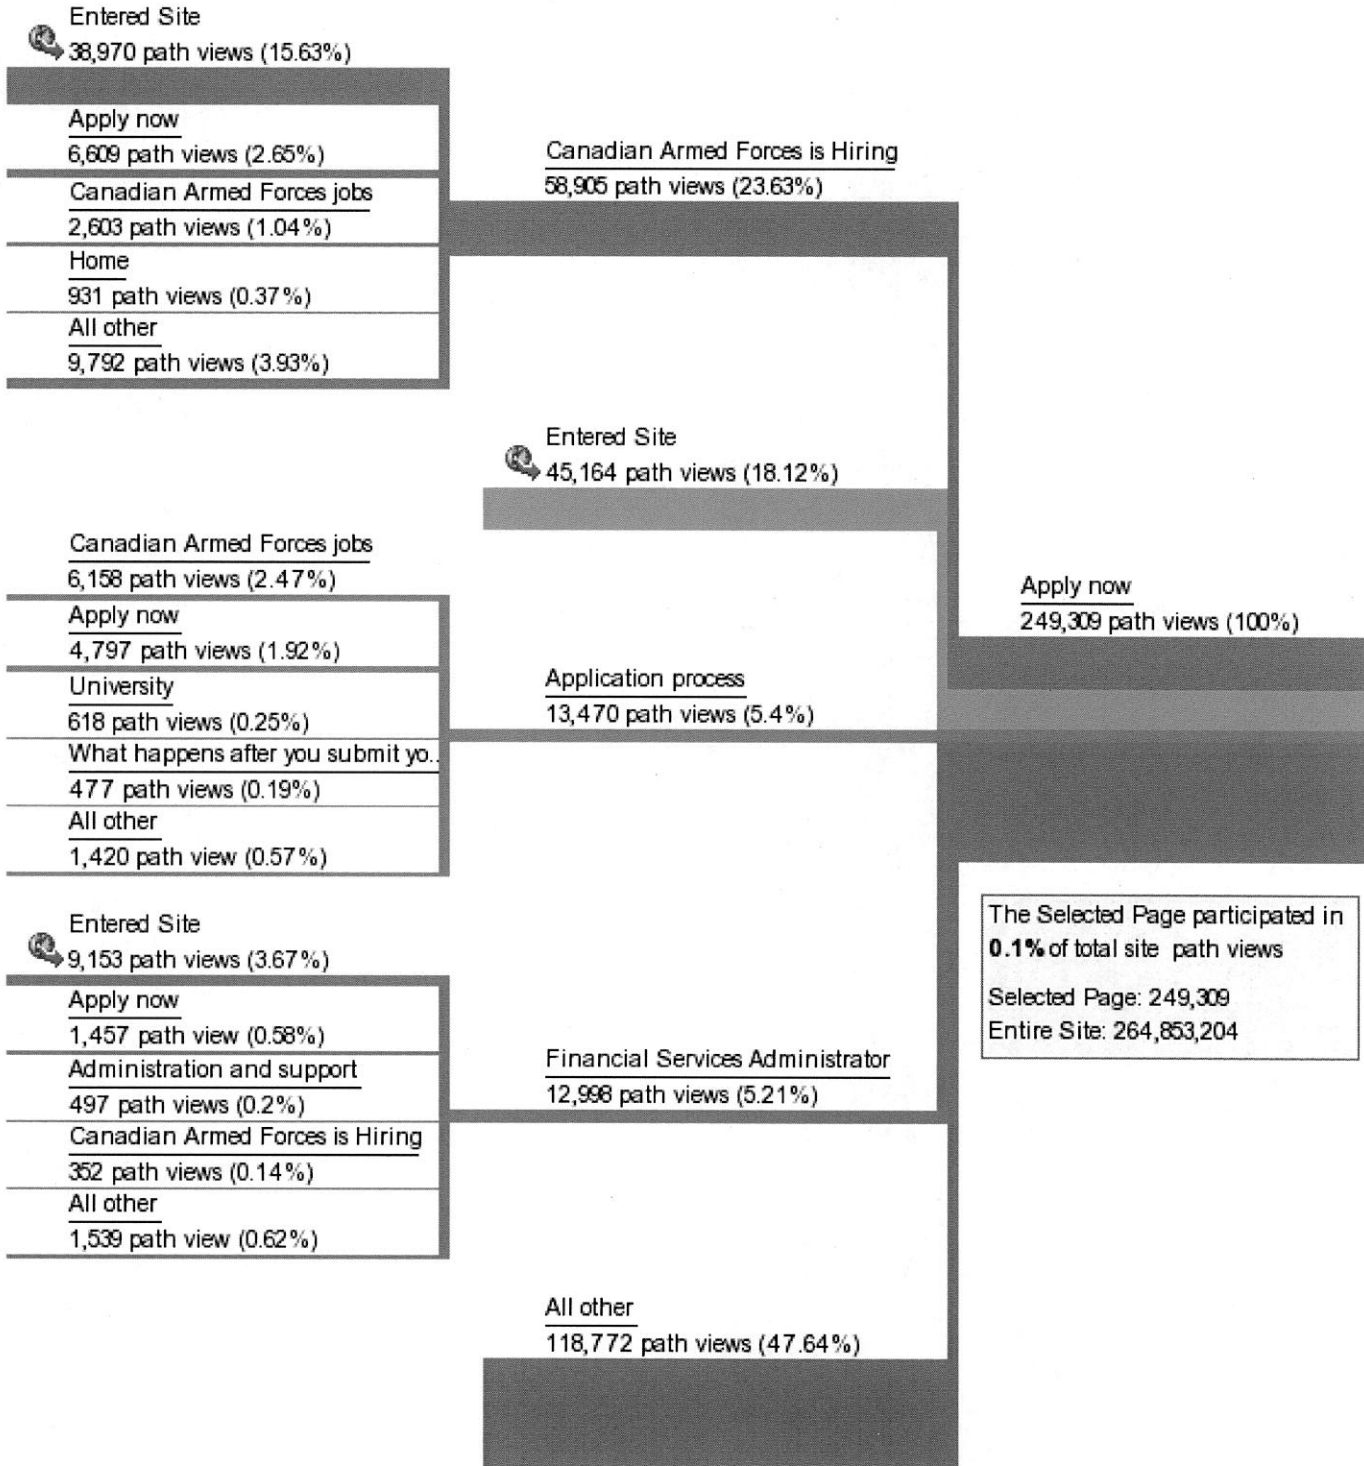 Entered Site
38,970 path views (15.63%)
Apply now
6,609 path views (2.65%)
Canadian Armed Forces jobs
2,603 path views (1.04%)
Home
931 path views (0.37%)
All other
9,792 path views (3.93%)
Canadian Armed Forces jobs
6,158 path views (2.47%)
Apply now
4,797 path views (1.92%)
University
618 path views (0.25%)
What happens after you submit yo..
477 path views (0.19%)
All other
1,420 path view (0.57%)
Entered Site
9,153 path views (3.67%)
Apply now
1,457 path view (0.58%)
Administration and support
497 path views (0.2%)
Canadian Armed Forces is Hiring
352 path views (0.14%)
All other
1,539 path view (0.62%)
Canadian Armed Forces is Hiring
58,905 path views (23.63%)
Entered Site
45,164 path views (18.12%)
Application process
13,470 path views (5.4%)
Financial Services Administrator
12,998 path views (5.21%)
All other
118,772 path views (47.64%)
Apply now
249,309 path views (100%)
The Selected Page participated in
0.1% of total site path views
Selected Page: 249,309
Entire Site: 264,853,204